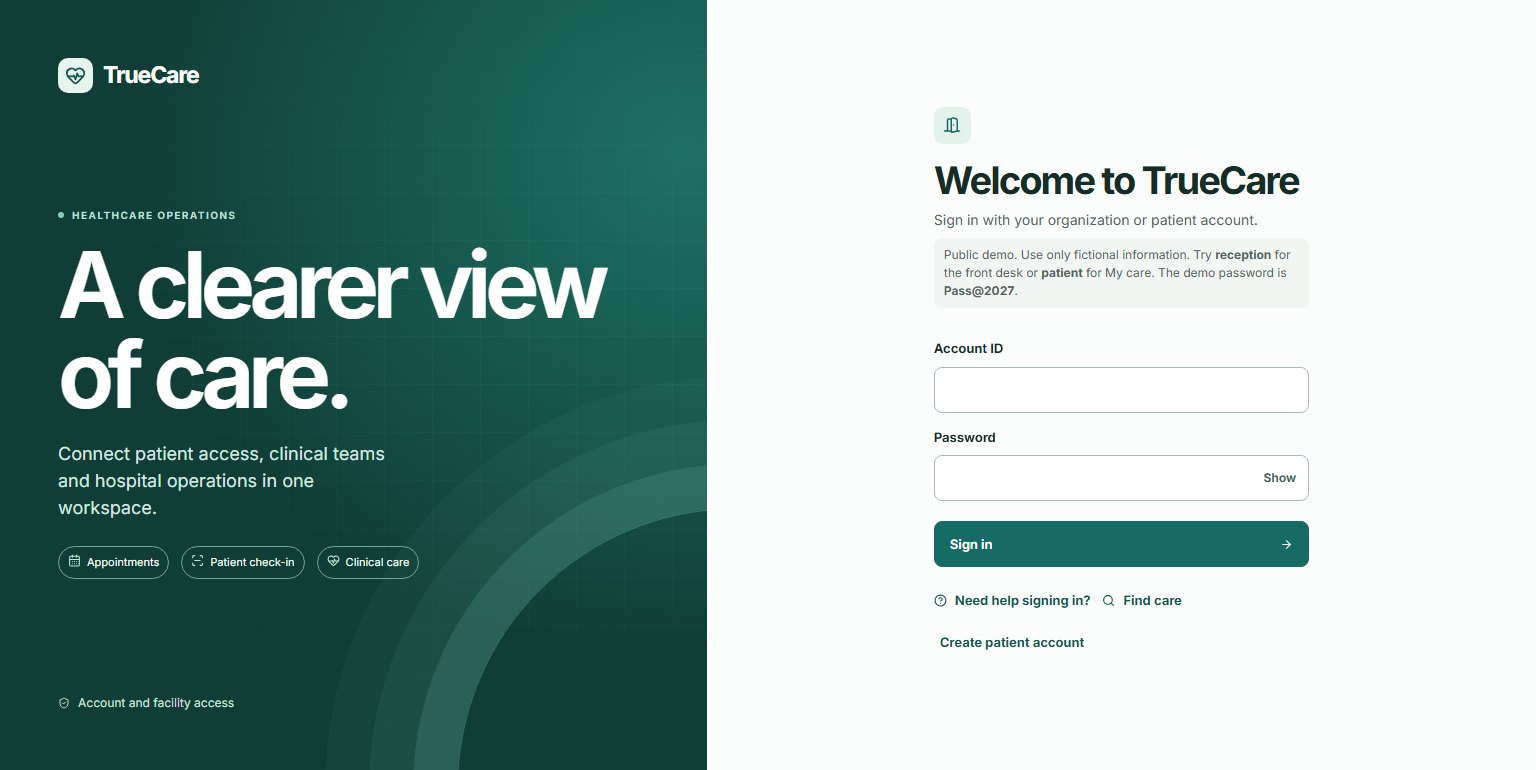 TrueCare
HEALTHCARE OPERATIONS
A clearer view
of care.
Connect patient access, clinical teams
and hospital operations in one
workspace.
Appointments
Patient check-in
Clinical care
Account and facility access
Welcome to TrueCare
Sign in with your organization or patient account.
Public demo. Use only fictional information. Try reception for
the front desk or patient for My care. The demo password is
Pass@2027.
Account ID
Password
Show
Sign in
Need help signing in?
Find care
Create patient account